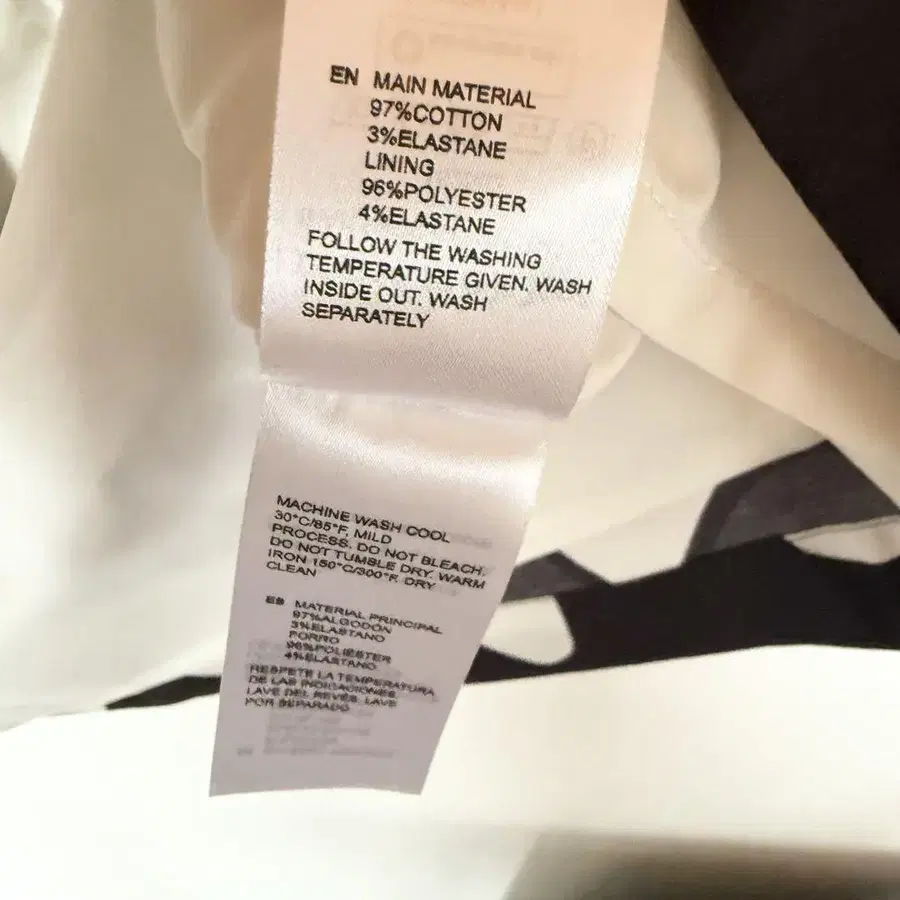 EN MAIN MATERIAL
97%COTTON
3%ELASTANE
LINING
96%POLYESTER
4%ELASTANE
FOLLOW THE WASHING
TEMPERATURE GIVEN. WASH
INSIDE OUT. WASH
SEPARATELY
MACHINE WASH COOL
30°C/85°F, MILD
PROCESS. DO NOT BLEACH.
DO NOT TUMBLE DRY. WARM
IRON 150°C/300°F. DRY
CLEAN
ES MATERIAL PRINCIPAL
97%ALGODÓN
3%ELASTANO
FORRO
96%POLIÉSTER
4%ELASTANO
RESPETE LA TEMPERATURA
DE LAS INDICACIONES.
LAVE DEL REVÉS. LAVE
POR SEPARADO